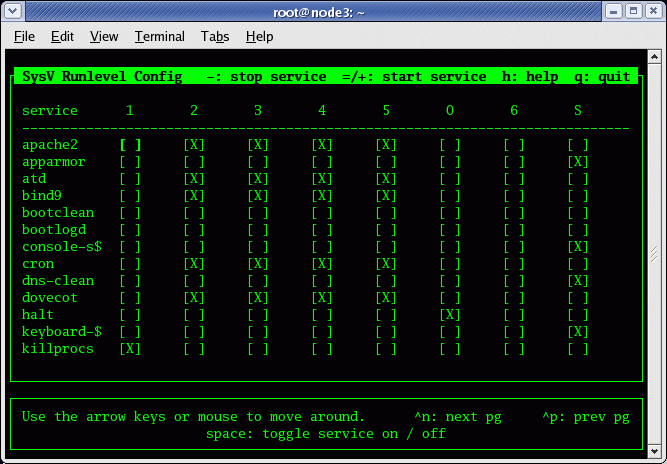 root@node3: ~
File Edit View Terminal Tabs Help
SysV Runlevel Config -: stop service =/+: start service h: help q: quit
service 1 2 3 4 5 0 6 S
----------------------------------------------------------------------------
apache2 [ ] [X] [X] [X] [X] [ ] [ ] [ ]
apparmor [ ] [ ] [ ] [ ] [ ] [ ] [ ] [X]
atd [ ] [X] [X] [X] [X] [ ] [ ] [ ]
bind9 [ ] [X] [X] [X] [X] [ ] [ ] [ ]
bootclean [ ] [ ] [ ] [ ] [ ] [ ] [ ] [ ]
bootlogd [ ] [ ] [ ] [ ] [ ] [ ] [ ] [ ]
console-s$ [ ] [ ] [ ] [ ] [ ] [ ] [ ] [X]
cron [ ] [X] [X] [X] [X] [ ] [ ] [ ]
dns-clean [ ] [ ] [ ] [ ] [ ] [ ] [ ] [X]
dovecot [ ] [X] [X] [X] [X] [ ] [ ] [ ]
halt [ ] [ ] [ ] [ ] [ ] [X] [ ] [ ]
keyboard-$ [ ] [ ] [ ] [ ] [ ] [ ] [ ] [X]
killprocs [X] [ ] [ ] [ ] [ ] [ ] [ ] [ ]
Use the arrow keys or mouse to move around. ^n: next pg ^p: prev pg
space: toggle service on / off